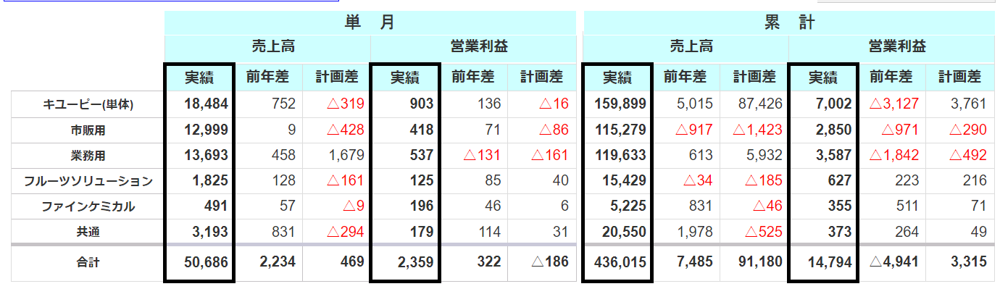 単 月 累 計
売上高 営業利益 売上高 営業利益
実績 前年差 計画差 実績 前年差 計画差 実績 前年差 計画差 実績 前年差 計画差
キユーピー(単体) 18,484 752 △319 903 136 △16 159,899 5,015 87,426 7,002 △3,127 3,761
市販用 12,999 9 △428 418 71 △86 115,279 △917 △1,423 2,850 △971 △290
業務用 13,693 458 1,679 537 △131 △161 119,633 613 5,932 3,587 △1,842 △492
フルーツソリューション 1,825 128 △161 125 85 40 15,429 △34 △185 627 223 216
ファインケミカル 491 57 △9 196 46 6 5,225 831 △46 355 511 71
共通 3,193 831 △294 179 114 31 20,550 1,978 △525 373 264 49
合計 50,686 2,234 469 2,359 322 △186 436,015 7,485 91,180 14,794 △4,941 3,315